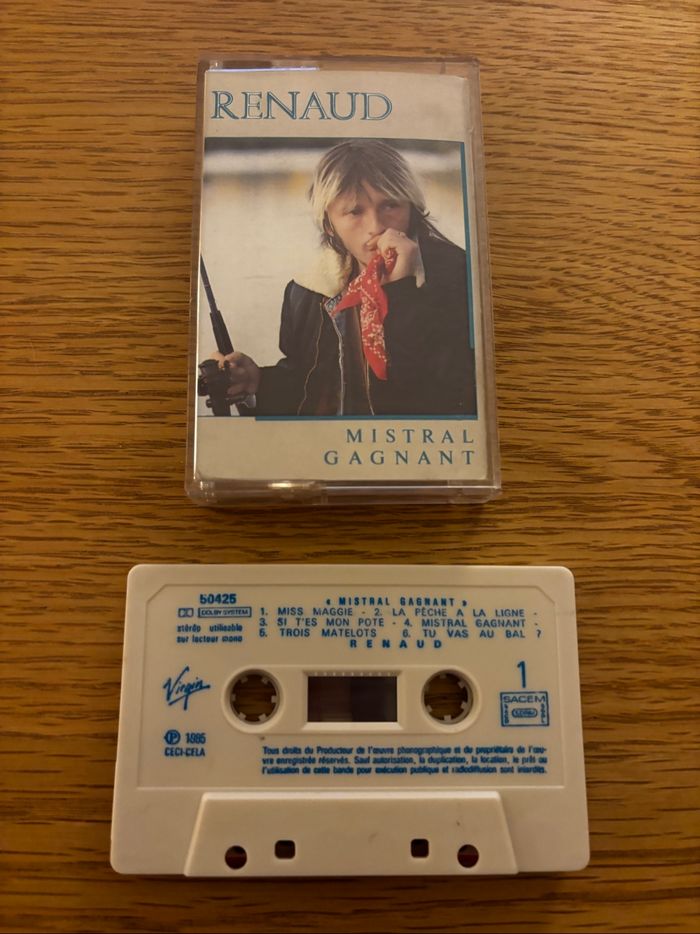 RENAUD
MISTRAL
GAGNANT
50425
« MISTRAL GAGNANT »
DOLBY SYSTEM
1. MISS MAGGIE - 2. LA PÊCHE A LA LIGNE -
stéréo utilisable
sur lecteur mono
3. SI T'ES MON POTE - 4. MISTRAL GAGNANT -
5. TROIS MATELOTS 6. TU VAS AU BAL ?
RENAUD
Virgin
1
SACEM
℗ 1985
CECI-CELA
Tous droits du Producteur de l'œuvre phonographique et du propriétaire de l'œu-
vre enregistrée réservés. Sauf autorisation, la duplication, la location, le prêt ou
l'utilisation de cette bande pour exécution publique et radiodiffusion sont interdits.